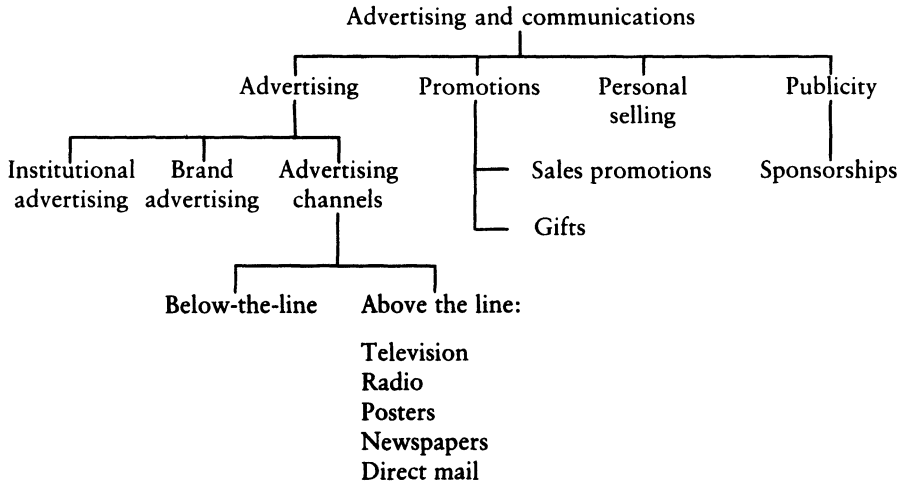 Advertising and communications
Advertising
Promotions
Personal
selling
Publicity
Institutional
advertising
Brand
advertising
Advertising
channels
Sales promotions
Gifts
Sponsorships
Below-the-line
Above the line:
Television
Radio
Posters
Newspapers
Direct mail